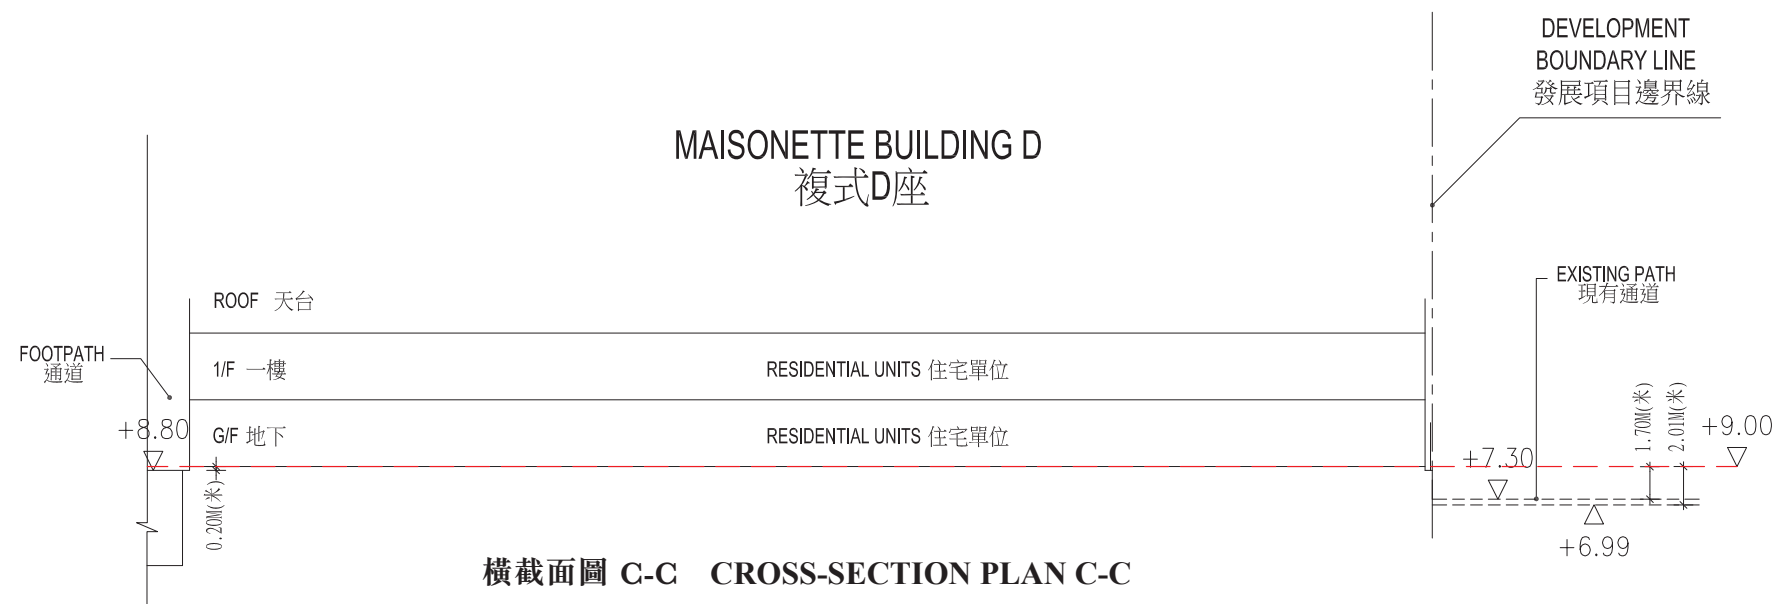 DEVELOPMENT
BOUNDARY LINE
發展項目邊界線
MAISONETTE BUILDING D
複式D座
ROOF 天台
EXISTING PATH
現有通道
FOOTPATH
通道
1/F 一樓
RESIDENTIAL UNITS 住宅單位
+8.80
G/F 地下
RESIDENTIAL UNITS 住宅單位
+7.30
1.70M(米)
2.01M(米)
+9.00
0.20M(米)
+6.99
橫截面圖 C-C CROSS-SECTION PLAN C-C